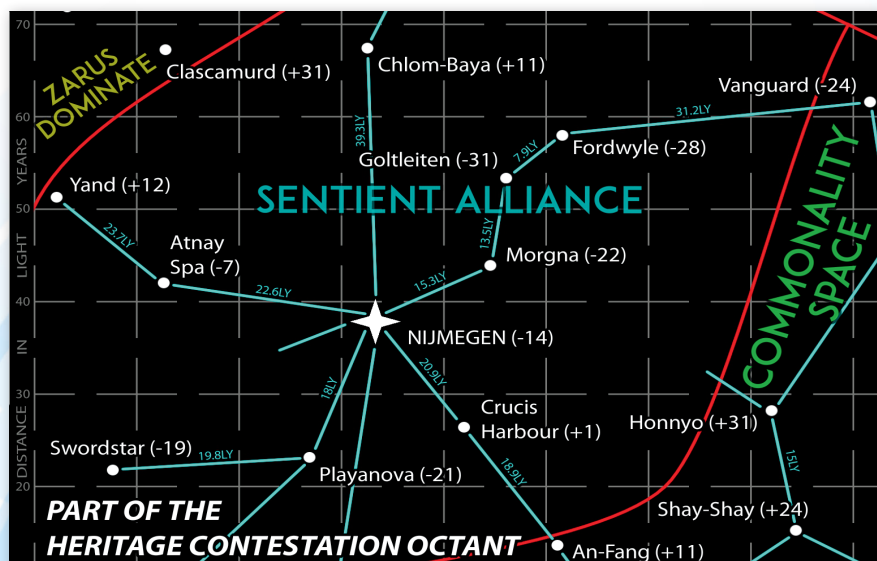 70
ZARUS
DOMINATE
Clascamurd (+31)
Chlom-Baya (+11)
Vanguard (-24)
31.2LY
60
39.3LY
7.9LY
Goltleiten (-31)
Fordwyle (-28)
DISTANCE IN LIGHT YEARS
Yand (+12)
SENTIENT ALLIANCE
COMMONALITY
SPACE
50
23.7LY
Atnay
Spa (-7)
13.5LY
Morgna (-22)
22.6LY
15.3LY
40
NIJMEGEN (-14)
20.9LY
18LY
30
Crucis
Harbour (+1)
Honnyo (+31)
Swordstar (-19)
19.8LY
Playanova (-21)
18.9LY
15LY
20
Shay-Shay (+24)
PART OF THE
HERITAGE CONTESTATION OCTANT
An-Fang (+11)